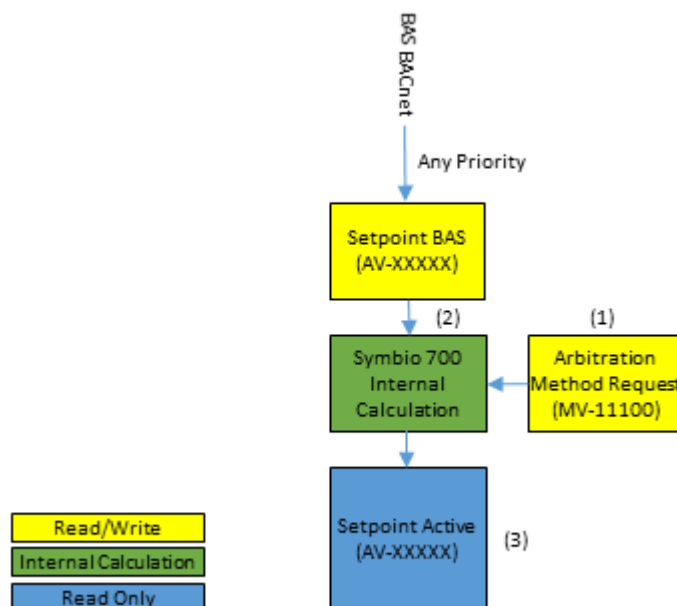 BAS BACnet
Any Priority
Setpoint BAS
(AV-XXXXX)
(2)
(1)
Symbio 700
Internal
Calculation
Arbitration
Method Request
(MV-11100)
Setpoint Active
(AV-XXXXX)
(3)
Read/Write
Internal Calculation
Read Only